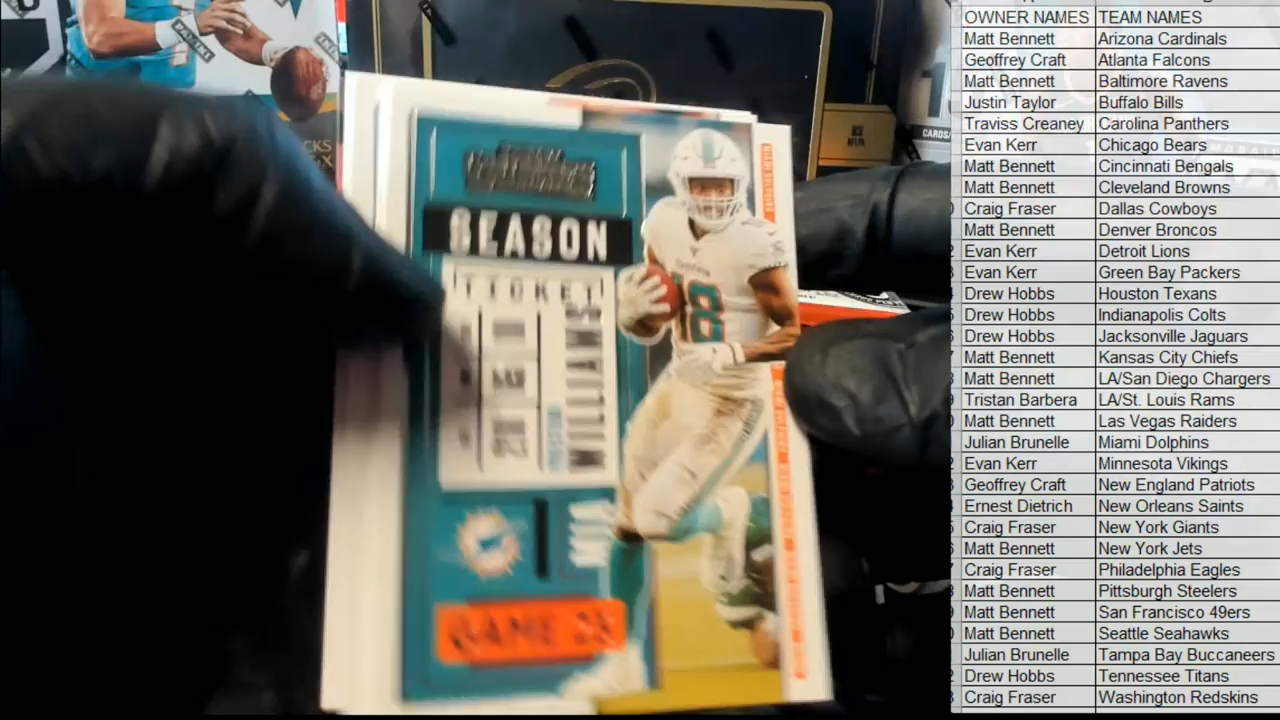 OWNER NAMES TEAM NAMES
Matt Bennett Arizona Cardinals
Geoffrey Craft Atlanta Falcons
Matt Bennett Baltimore Ravens
Justin Taylor Buffalo Bills
Traviss Creaney Carolina Panthers
Evan Kerr Chicago Bears
Matt Bennett Cincinnati Bengals
Matt Bennett Cleveland Browns
Craig Fraser Dallas Cowboys
Matt Bennett Denver Broncos
Evan Kerr Detroit Lions
Evan Kerr Green Bay Packers
Drew Hobbs Houston Texans
Drew Hobbs Indianapolis Colts
Drew Hobbs Jacksonville Jaguars
Matt Bennett Kansas City Chiefs
Matt Bennett LA/San Diego Chargers
Tristan Barbera LA/St. Louis Rams
Matt Bennett Las Vegas Raiders
Julian Brunelle Miami Dolphins
Evan Kerr Minnesota Vikings
Geoffrey Craft New England Patriots
Ernest Dietrich New Orleans Saints
Craig Fraser New York Giants
Matt Bennett New York Jets
Craig Fraser Philadelphia Eagles
Matt Bennett Pittsburgh Steelers
Matt Bennett San Francisco 49ers
Matt Bennett Seattle Seahawks
Julian Brunelle Tampa Bay Buccaneers
Drew Hobbs Tennessee Titans
Craig Fraser Washington Redskins
SEASON
TICKET
WILLIAMS
MIA
18
CARDS/